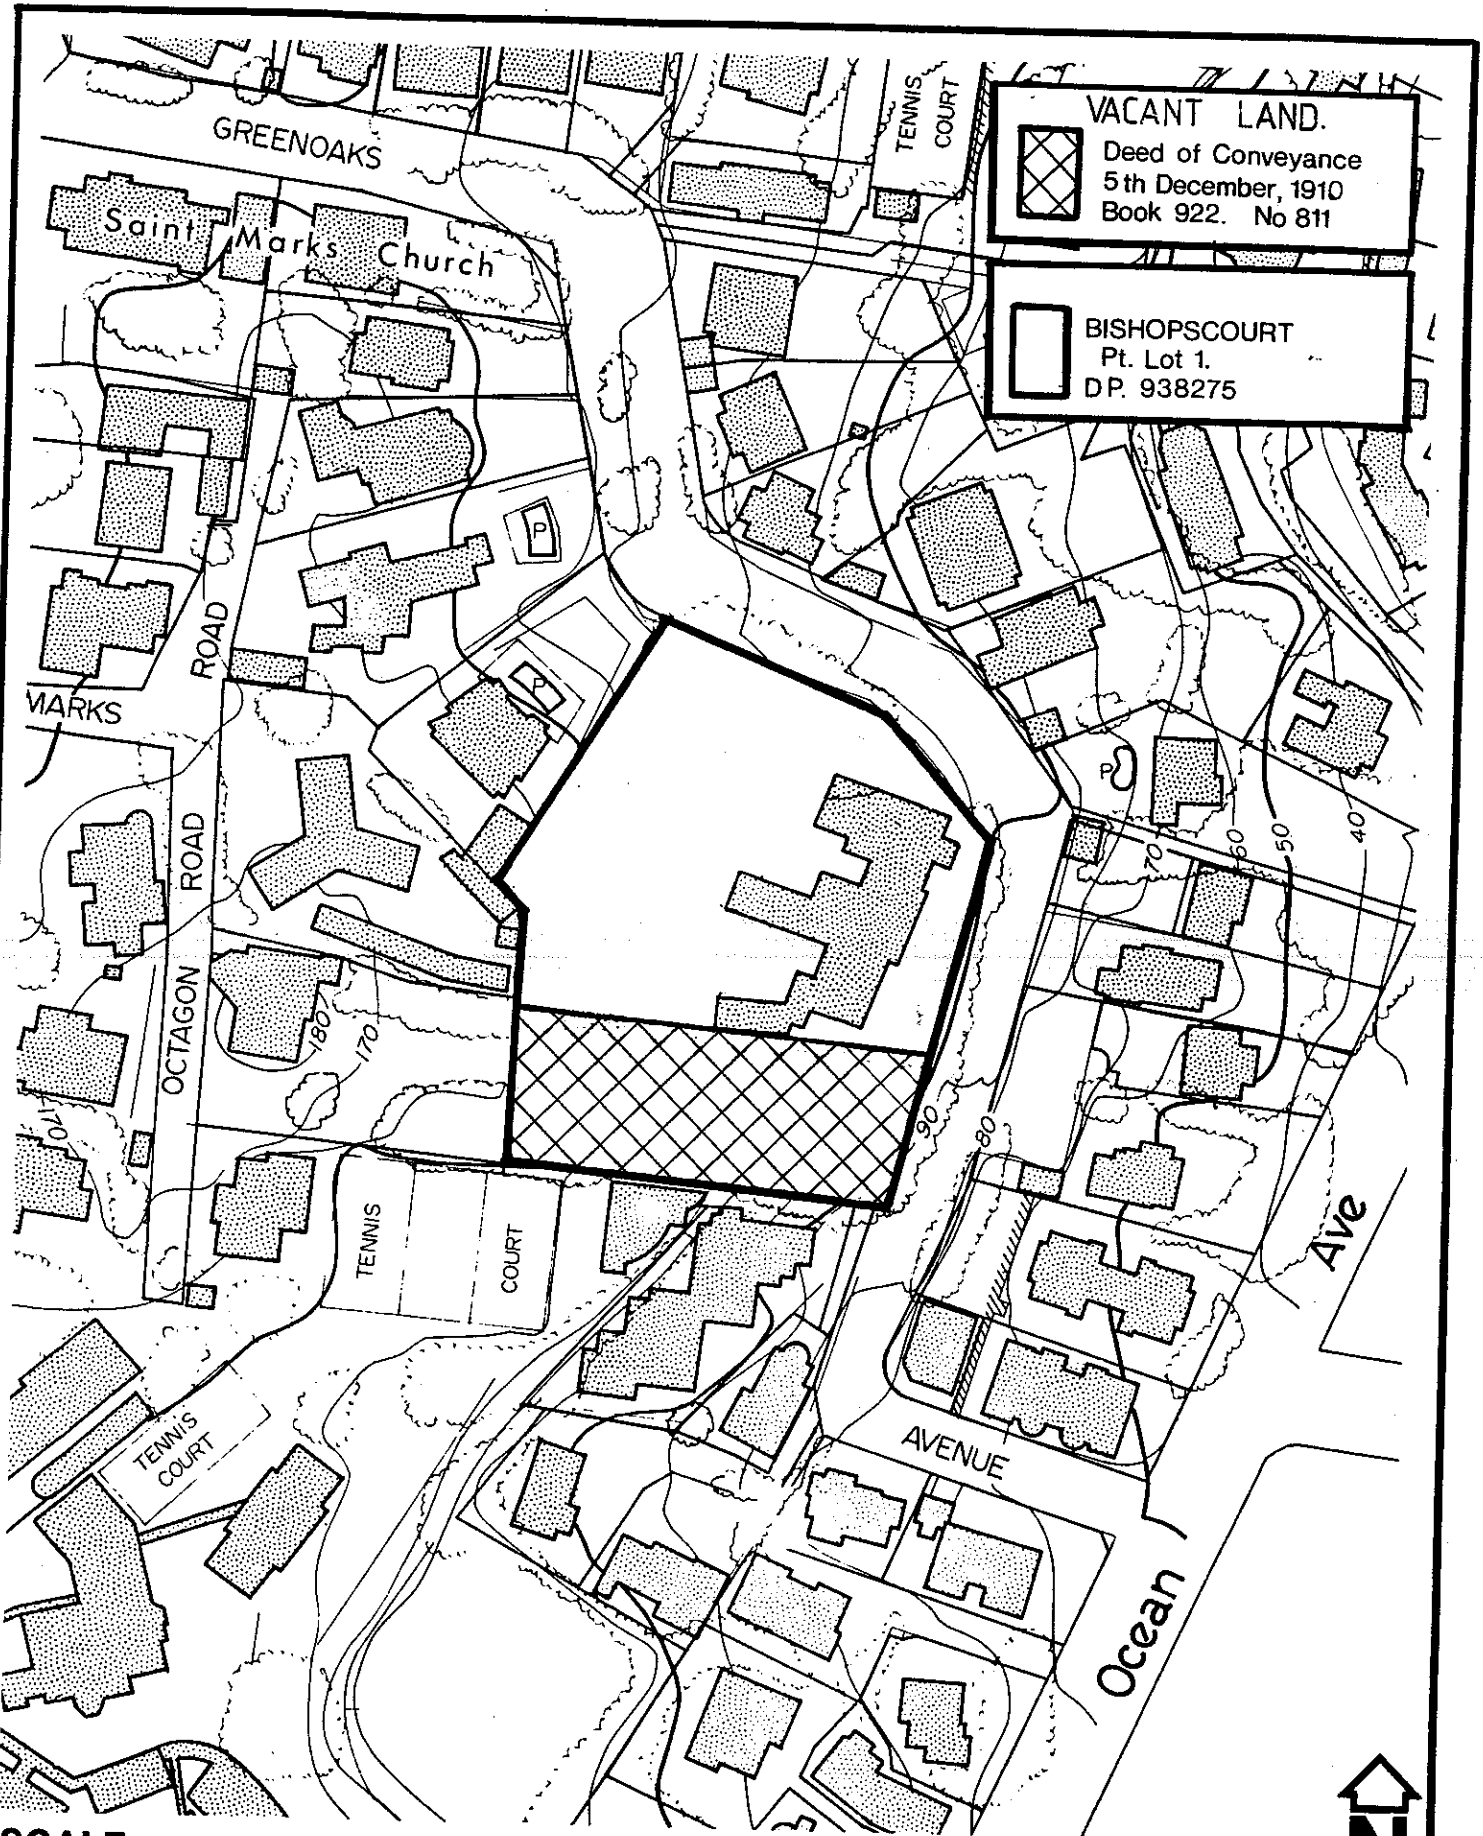 GREENOAKS
TENNIS
COURT
VACANT LAND.
Deed of Conveyance
5th December, 1910
Book 922. No 811
Saint Marks Church
BISHOPSCOURT
Pt. Lot 1.
DP. 938275
P
ROAD
P
MARKS
P
ROAD
70
60
50
40
OCTAGON
180
170
170
90
80
TENNIS
COURT
Ave
TENNIS
COURT
AVENUE
Ocean
N